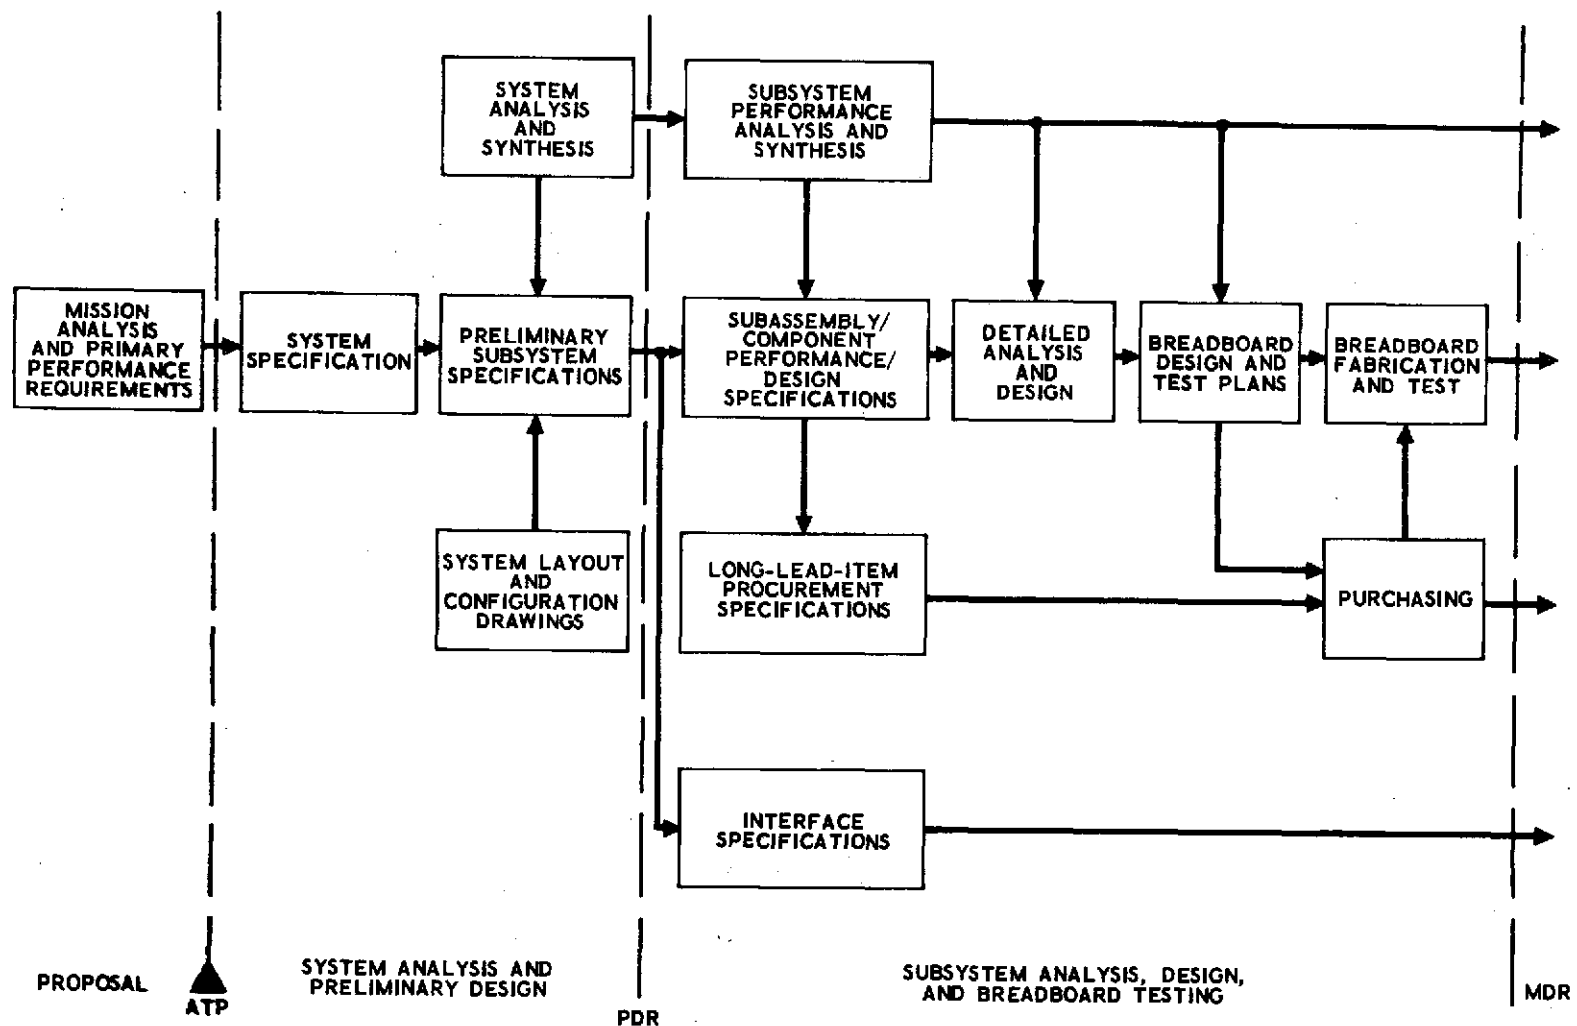 SYSTEM
ANALYSIS
AND
SYNTHESIS
SUBSYSTEM
PERFORMANCE
ANALYSIS AND
SYNTHESIS
MISSION
ANALYSIS
AND PRIMARY
PERFORMANCE
REQUIREMENTS
SYSTEM
SPECIFICATION
PRELIMINARY
SUBSYSTEM
SPECIFICATIONS
SUBASSEMBLY/
COMPONENT
PERFORMANCE/
DESIGN
SPECIFICATIONS
DETAILED
ANALYSIS
AND
DESIGN
BREADBOARD
DESIGN AND
TEST PLANS
BREADBOARD
FABRICATION
AND TEST
SYSTEM LAYOUT
AND
CONFIGURATION
DRAWINGS
LONG-LEAD-ITEM
PROCUREMENT
SPECIFICATIONS
PURCHASING
INTERFACE
SPECIFICATIONS
PROPOSAL
ATP
SYSTEM ANALYSIS AND
PRELIMINARY DESIGN
PDR
SUBSYSTEM ANALYSIS, DESIGN,
AND BREADBOARD TESTING
MDR